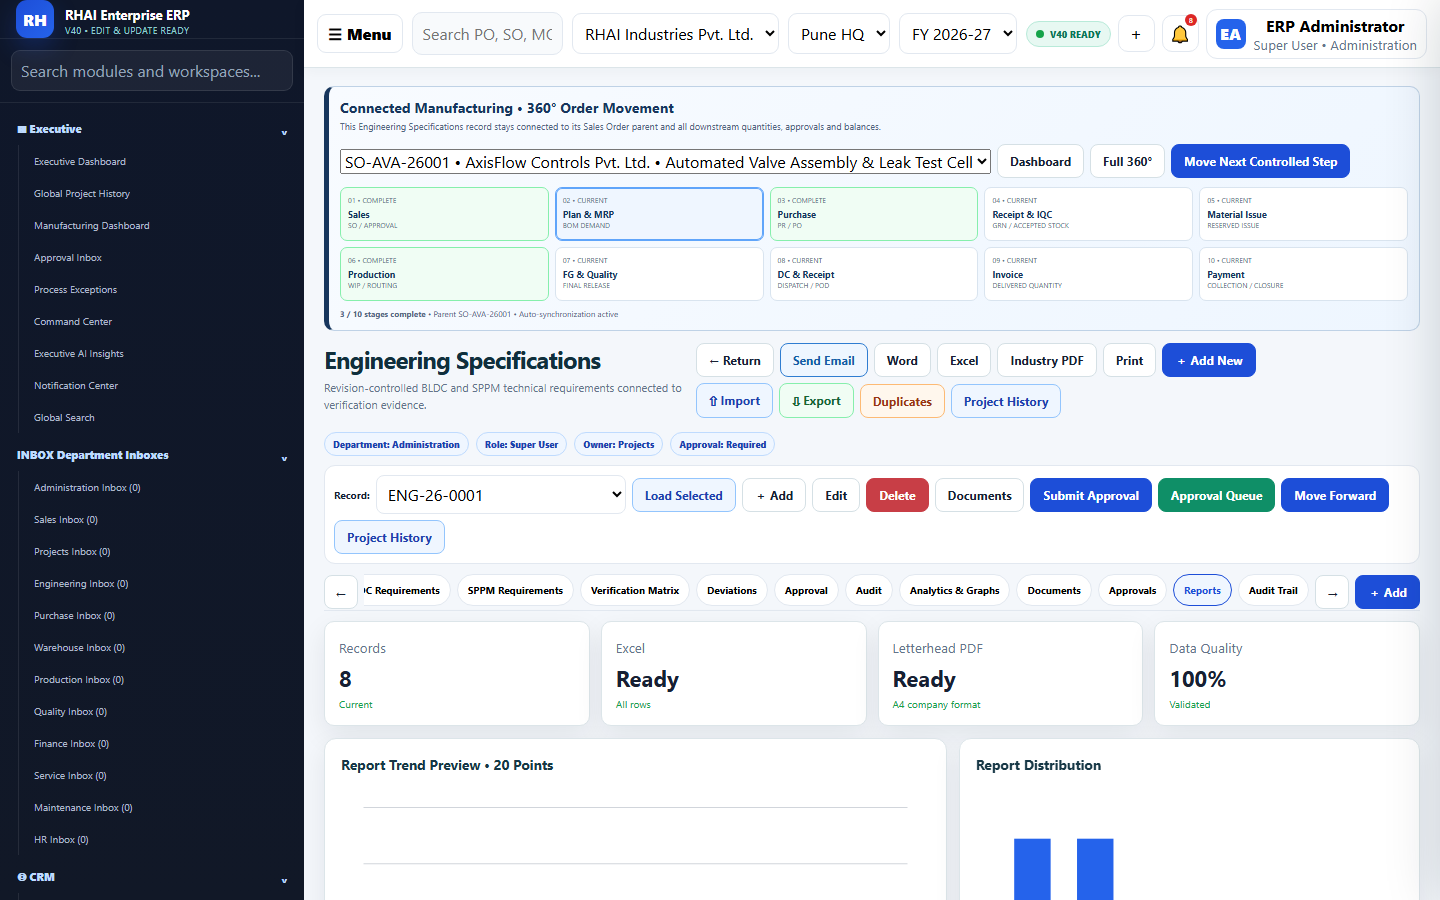 RH
RHAI Enterprise ERP
V40 • EDIT & UPDATE READY
Search modules and workspaces...
Executive
Executive Dashboard
Global Project History
Manufacturing Dashboard
Approval Inbox
Process Exceptions
Command Center
Executive AI Insights
Notification Center
Global Search
INBOX Department Inboxes
Administration Inbox (0)
Sales Inbox (0)
Projects Inbox (0)
Engineering Inbox (0)
Purchase Inbox (0)
Warehouse Inbox (0)
Production Inbox (0)
Quality Inbox (0)
Finance Inbox (0)
Service Inbox (0)
Maintenance Inbox (0)
HR Inbox (0)
CRM
☰ Menu
Search PO, SO, MC
RHAI Industries Pvt. Ltd.
Pune HQ
FY 2026-27
V40 READY
+
8
EA
ERP Administrator
Super User • Administration
Connected Manufacturing • 360° Order Movement
This Engineering Specifications record stays connected to its Sales Order parent and all downstream quantities, approvals and balances.
SO-AVA-26001 • AxisFlow Controls Pvt. Ltd. • Automated Valve Assembly & Leak Test Cell
Dashboard
Full 360°
Move Next Controlled Step
01 • COMPLETE
Sales
SO / APPROVAL
02 • CURRENT
Plan & MRP
BOM DEMAND
03 • COMPLETE
Purchase
PR / PO
04 • CURRENT
Receipt & IQC
GRN / ACCEPTED STOCK
05 • CURRENT
Material Issue
RESERVED ISSUE
06 • COMPLETE
Production
WIP / ROUTING
07 • CURRENT
FG & Quality
FINAL RELEASE
08 • CURRENT
DC & Receipt
DISPATCH / POD
09 • CURRENT
Invoice
DELIVERED QUANTITY
10 • CURRENT
Payment
COLLECTION / CLOSURE
3 / 10 stages complete • Parent SO-AVA-26001 • Auto-synchronization active
Engineering Specifications
Revision-controlled BLDC and SPPM technical requirements connected to
verification evidence.
← Return
Send Email
Word
Excel
Industry PDF
Print
+ Add New
⇧ Import
⇩ Export
Duplicates
Project History
Department: Administration
Role: Super User
Owner: Projects
Approval: Required
Record:
ENG-26-0001
Load Selected
+ Add
Edit
Delete
Documents
Submit Approval
Approval Queue
Move Forward
Project History
←
C Requirements
SPPM Requirements
Verification Matrix
Deviations
Approval
Audit
Analytics & Graphs
Documents
Approvals
Reports
Audit Trail
→
+ Add
Records
8
Current
Excel
Ready
All rows
Letterhead PDF
Ready
A4 company format
Data Quality
100%
Validated
Report Trend Preview • 20 Points
Report Distribution